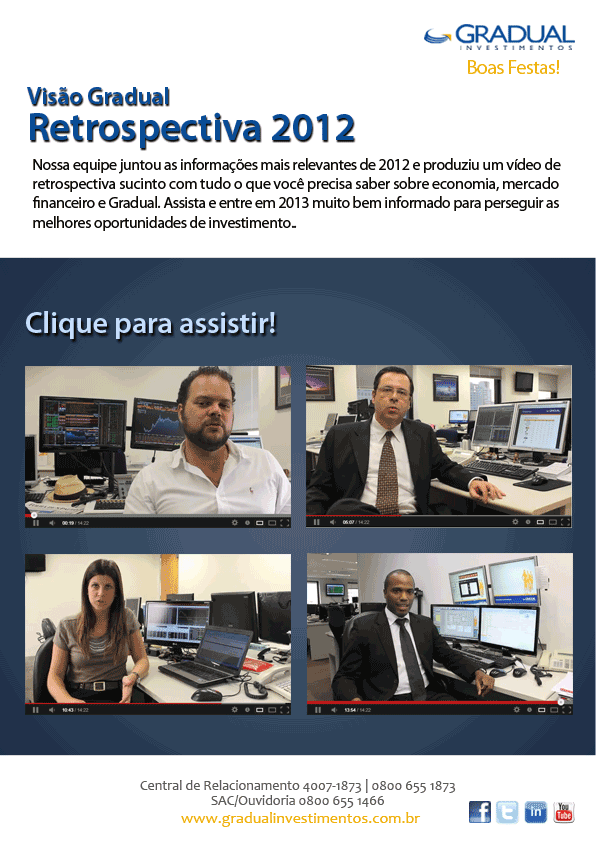 GRADUAL
INVESTIMENTOS
Boas Festas!
Visão Gradual
Retrospectiva 2012
Nossa equipe juntou as informações mais relevantes de 2012 e produziu um vídeo de
retrospectiva sucinto com tudo o que você precisa saber sobre economia, mercado
financeiro e Gradual. Assista e entre em 2013 muito bem informado para perseguir as
melhores oportunidades de investimento..
Clique para assistir!
00:19 / 14:22
06:07 / 14:22
10:43 / 14:22
13:54 / 14:22
Central de Relacionamento 4007-1873 | 0800 655 1873
SAC/Ouvidoria 0800 655 1466
www.gradualinvestimentos.com.br
f t in You Tube